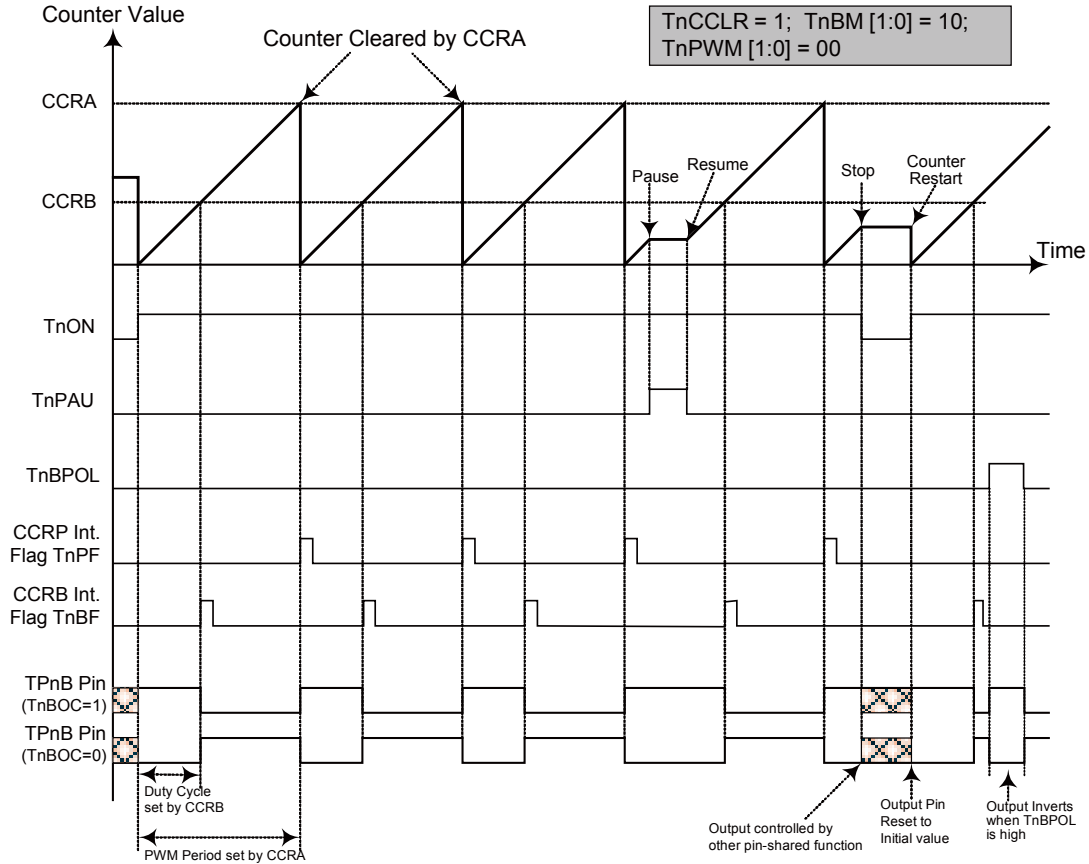 Counter Value
TnCCLR = 1; TnBM [1:0] = 10;
TnPWM [1:0] = 00
Counter Cleared by CCRA
CCRA
Pause
Resume
Stop
Counter
Restart
CCRB
Time
TnON
TnPAU
TnBPOL
CCRP Int.
Flag TnPF
CCRB Int.
Flag TnBF
TPnB Pin
(TnBOC=1)
TPnB Pin
(TnBOC=0)
Duty Cycle
set by CCRB
PWM Period set by CCRA
Output controlled by
other pin-shared function
Output Pin
Reset to
Initial value
Output Inverts
when TnBPOL
is high